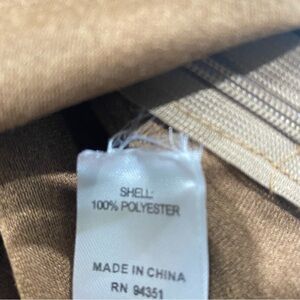 SHELL:
100% POLYESTER
MADE IN CHINA
RN 94351